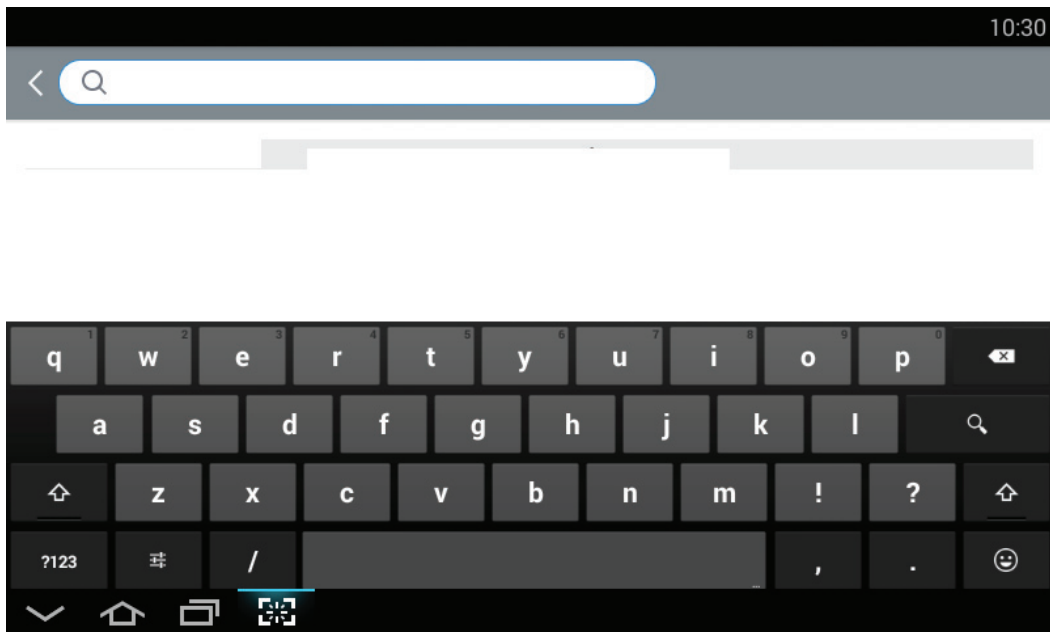 10:30
1 2 3 4 5 6 7 8 9 0
q w e r t y u i o p
a s d f g h j k l
z x c v b n m ! ?
?123 / , .